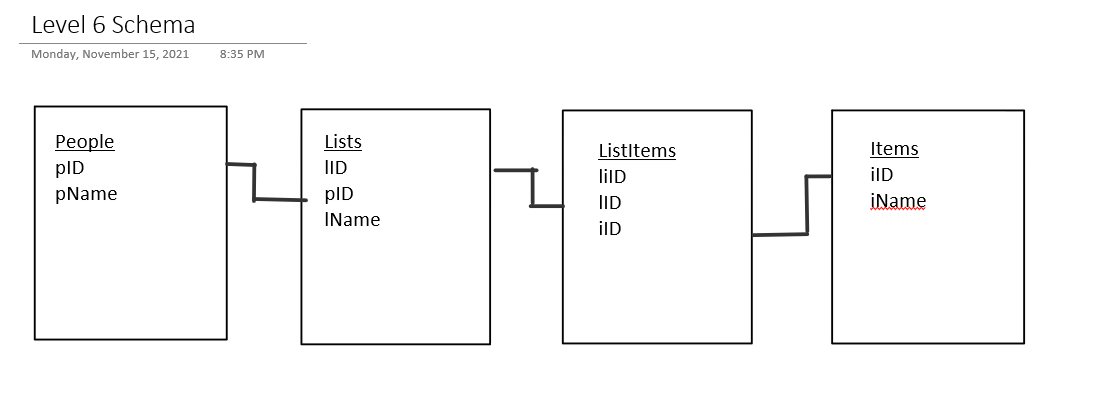 Level 6 Schema
Monday, November 15, 2021 8:35 PM
People
pID
pName
Lists
lID
pID
lName
ListItems
liID
lID
iID
Items
iID
iName